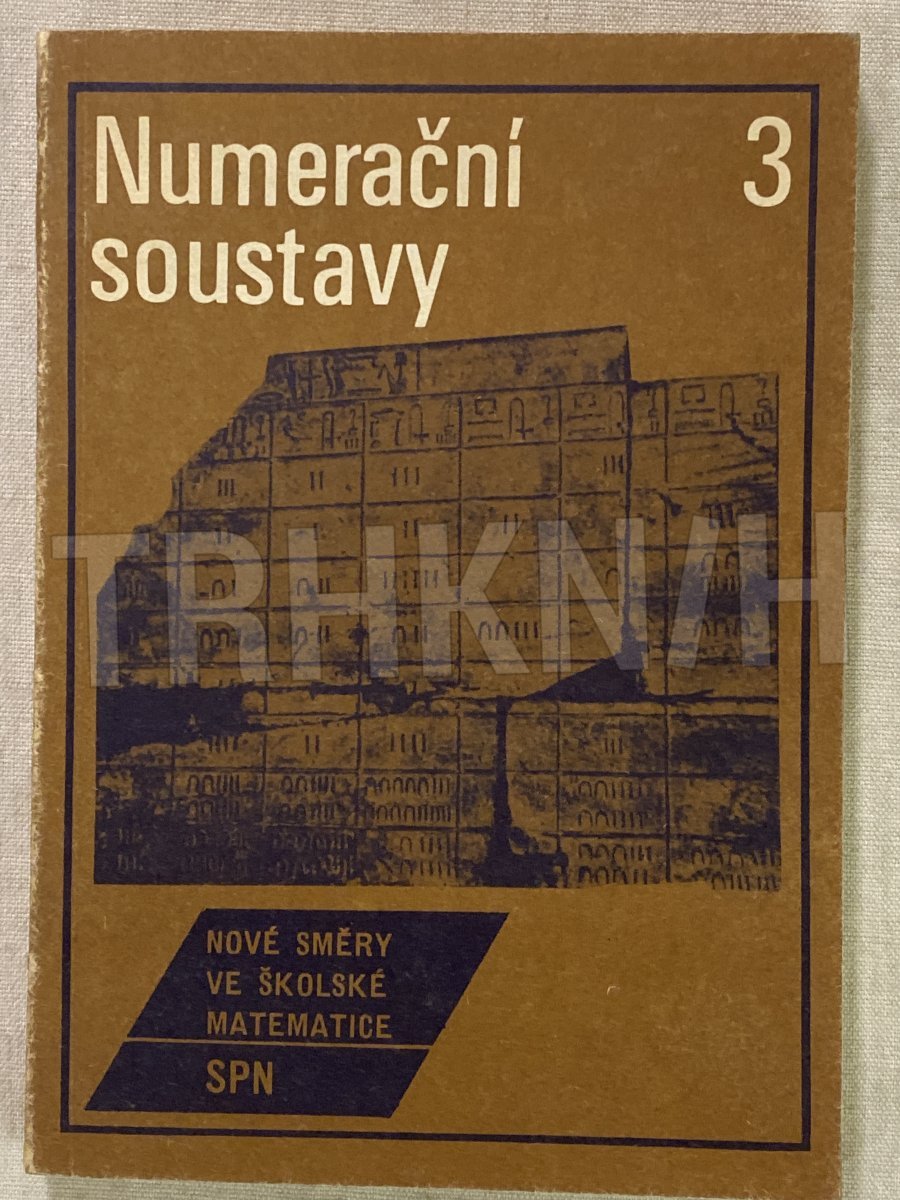 Numerační 3
soustavy
TRHKNIH
NOVÉ SMĚRY
VE ŠKOLSKÉ
MATEMATICE
SPN